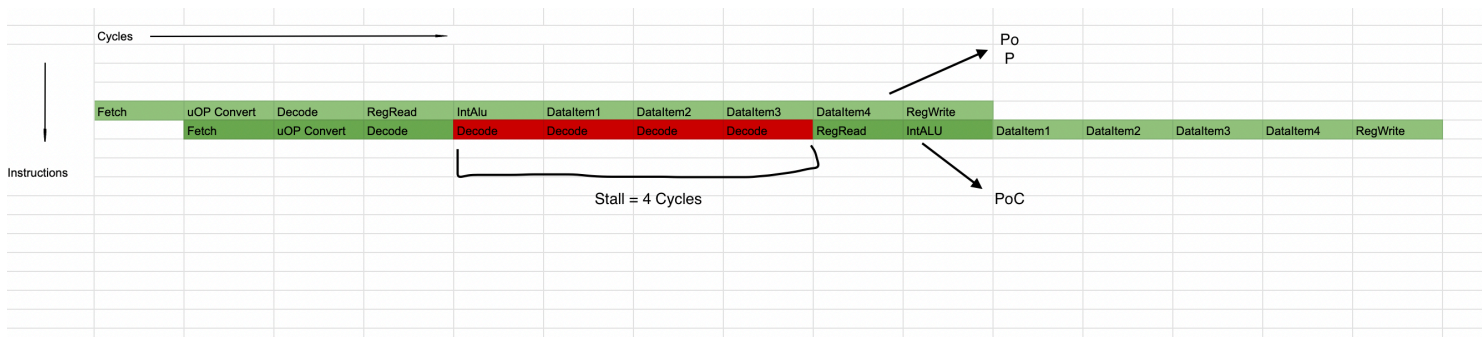 Cycles
Po
P
Fetch uOP Convert Decode RegRead IntAlu DataItem1 DataItem2 DataItem3 DataItem4 RegWrite
Fetch uOP Convert Decode Decode Decode Decode Decode RegRead IntALU DataItem1 DataItem2 DataItem3 DataItem4 RegWrite
Instructions
Stall = 4 Cycles
PoC